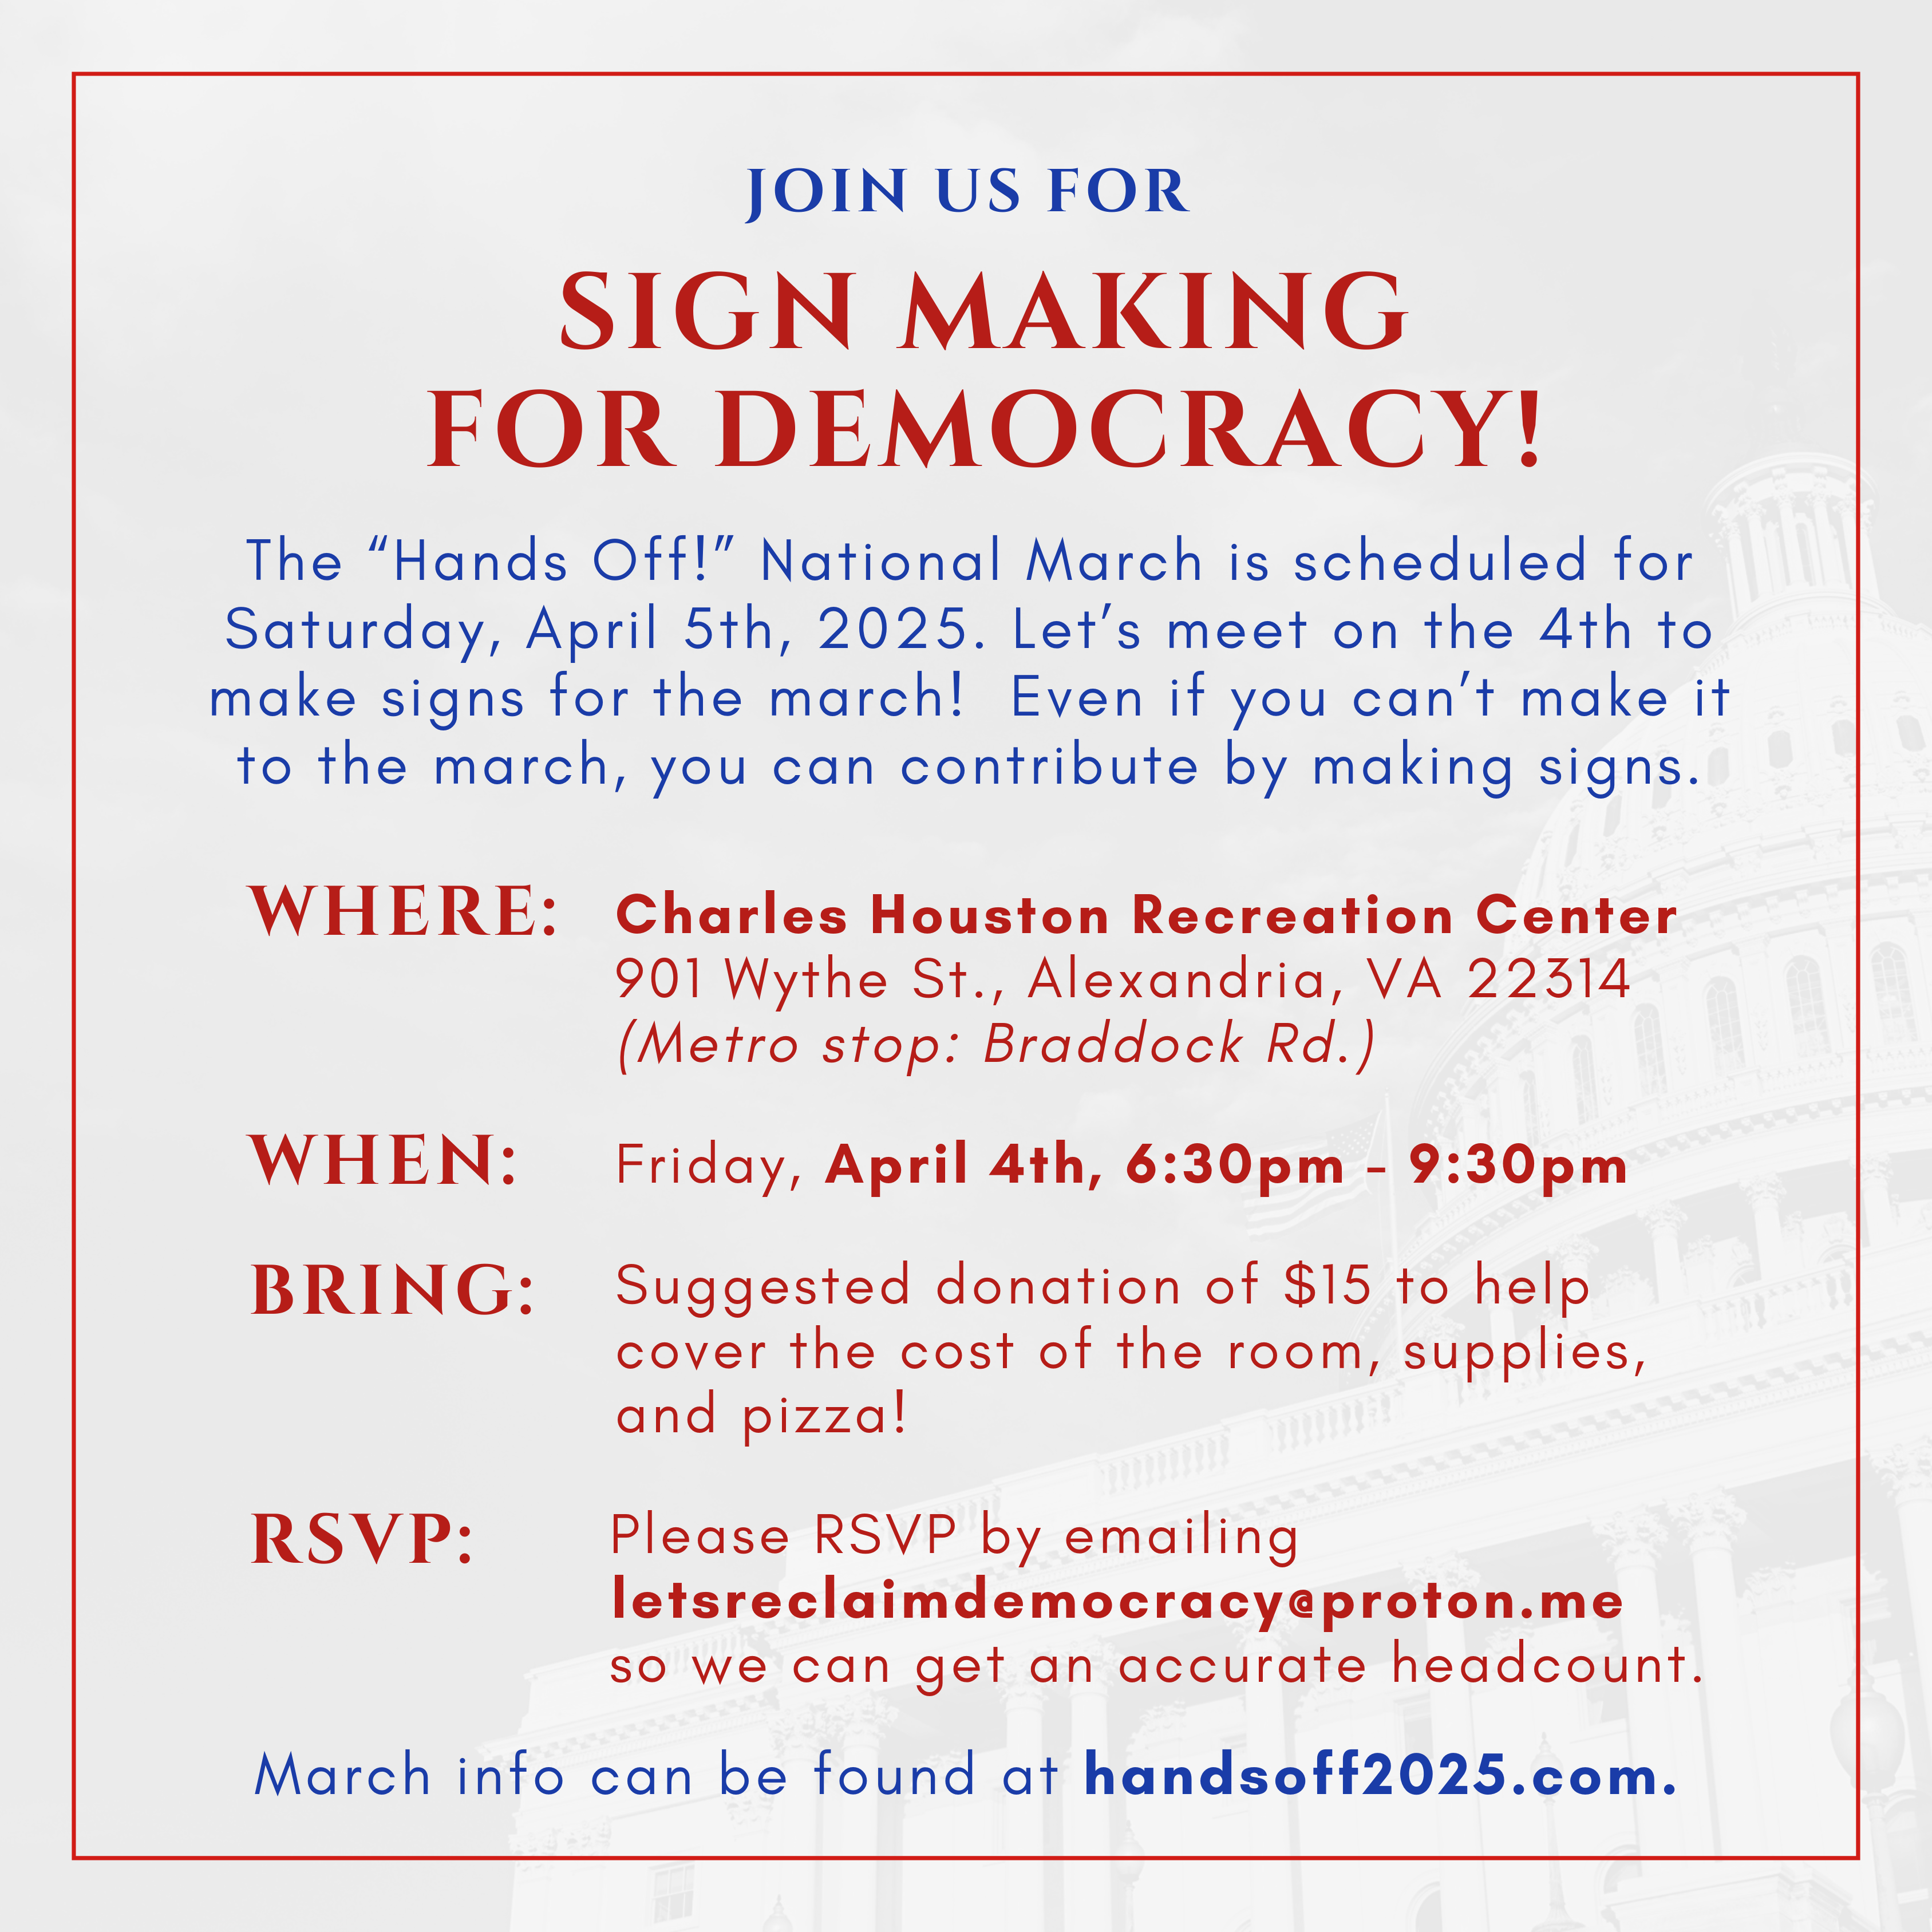 JOIN US FOR
SIGN MAKING
FOR DEMOCRACY!
The “Hands Off!” National March is scheduled for
Saturday, April 5th, 2025. Let’s meet on the 4th to
make signs for the march!  Even if you can’t make it
to the march, you can contribute by making signs.
WHERE: Charles Houston Recreation Center
901 Wythe St., Alexandria, VA 22314
(Metro stop: Braddock Rd.)
WHEN: Friday, April 4th, 6:30pm - 9:30pm
BRING: Suggested donation of $15 to help
cover the cost of the room, supplies,
and pizza!
RSVP: Please RSVP by emailing
letsreclaimdemocracy@proton.me
so we can get an accurate headcount.
March info can be found at handsoff2025.com.